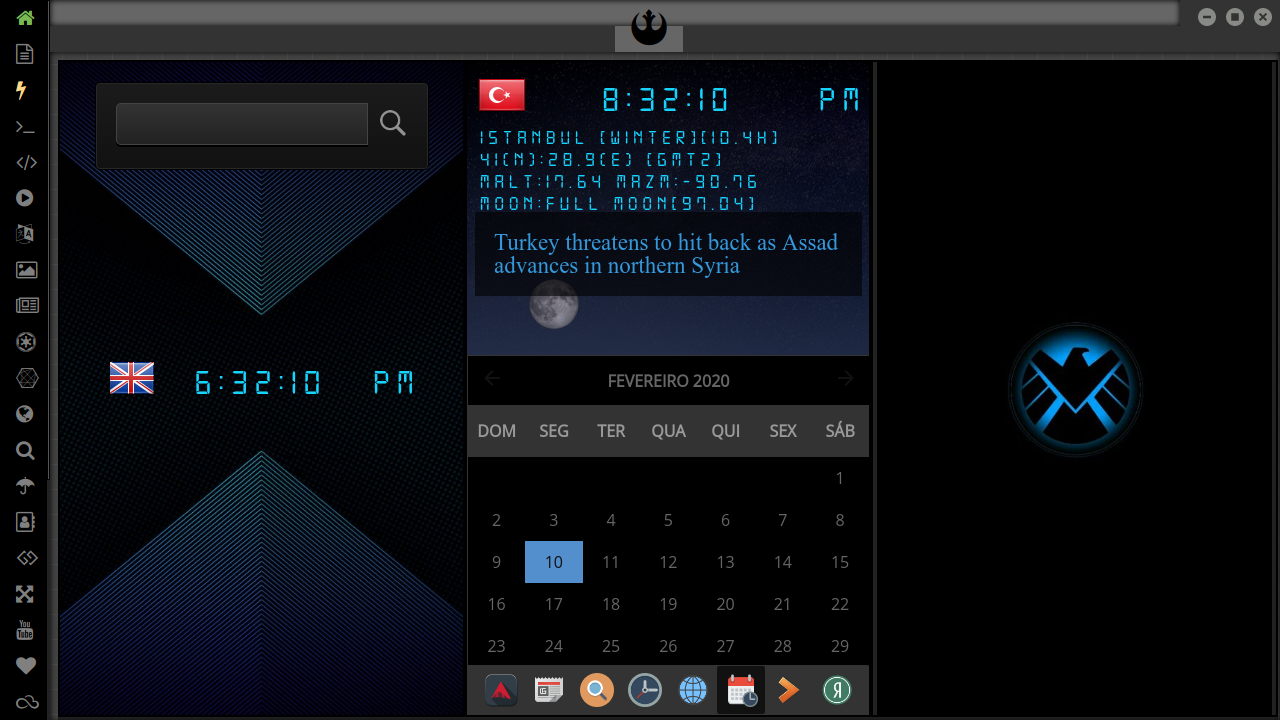 8:32:10 PM
ISTANBUL (WINTER)(10.4H)
41(N):28.9(E) (GMT2)
MALT:17.64 MAZM:-90.76
MOON:FULL MOON(97.04)
Turkey threatens to hit back as Assad
advances in northern Syria
6:32:10 PM
FEVEREIRO 2020
DOM SEG TER QUA QUI SEX SÁB
1
2 3 4 5 6 7 8
9 10 11 12 13 14 15
16 17 18 19 20 21 22
23 24 25 26 27 28 29
You
Tube
Я